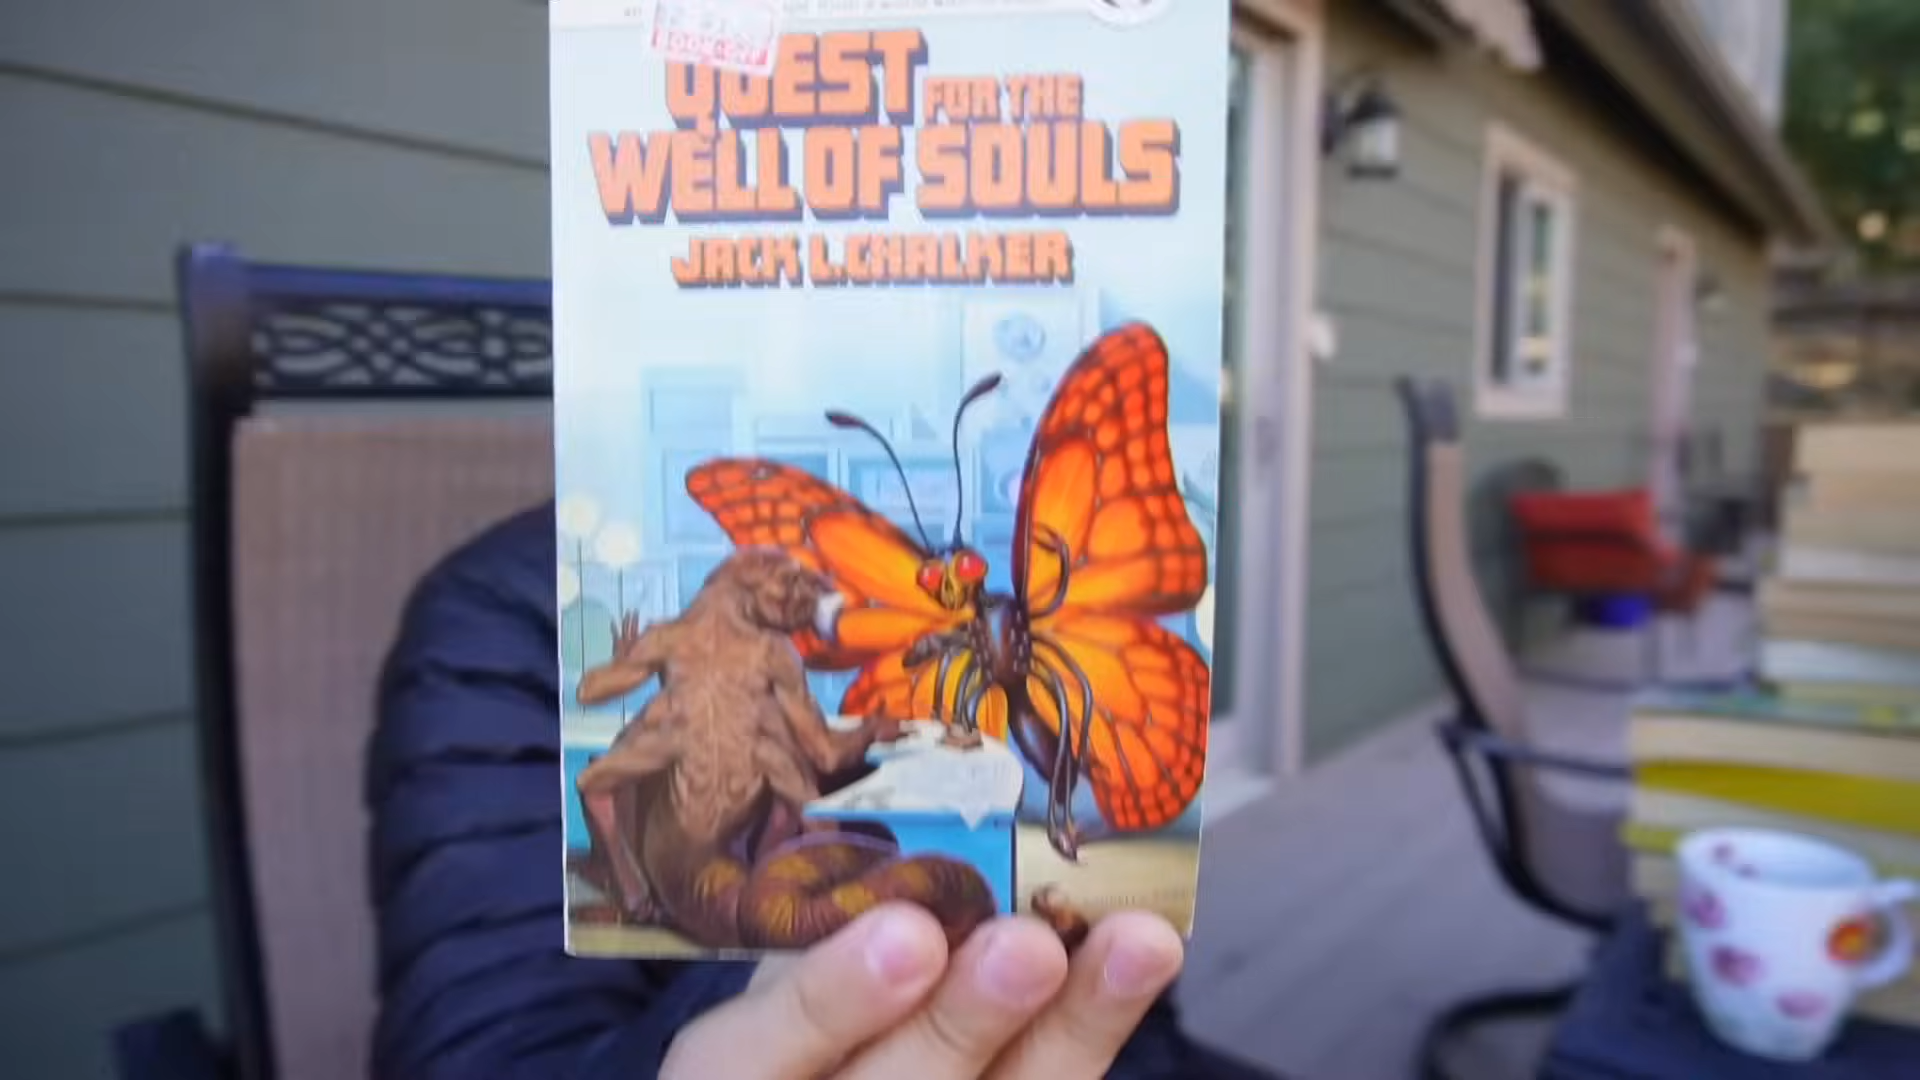 QUEST FOR THE
WELL OF SOULS
JACK L. CHALKER